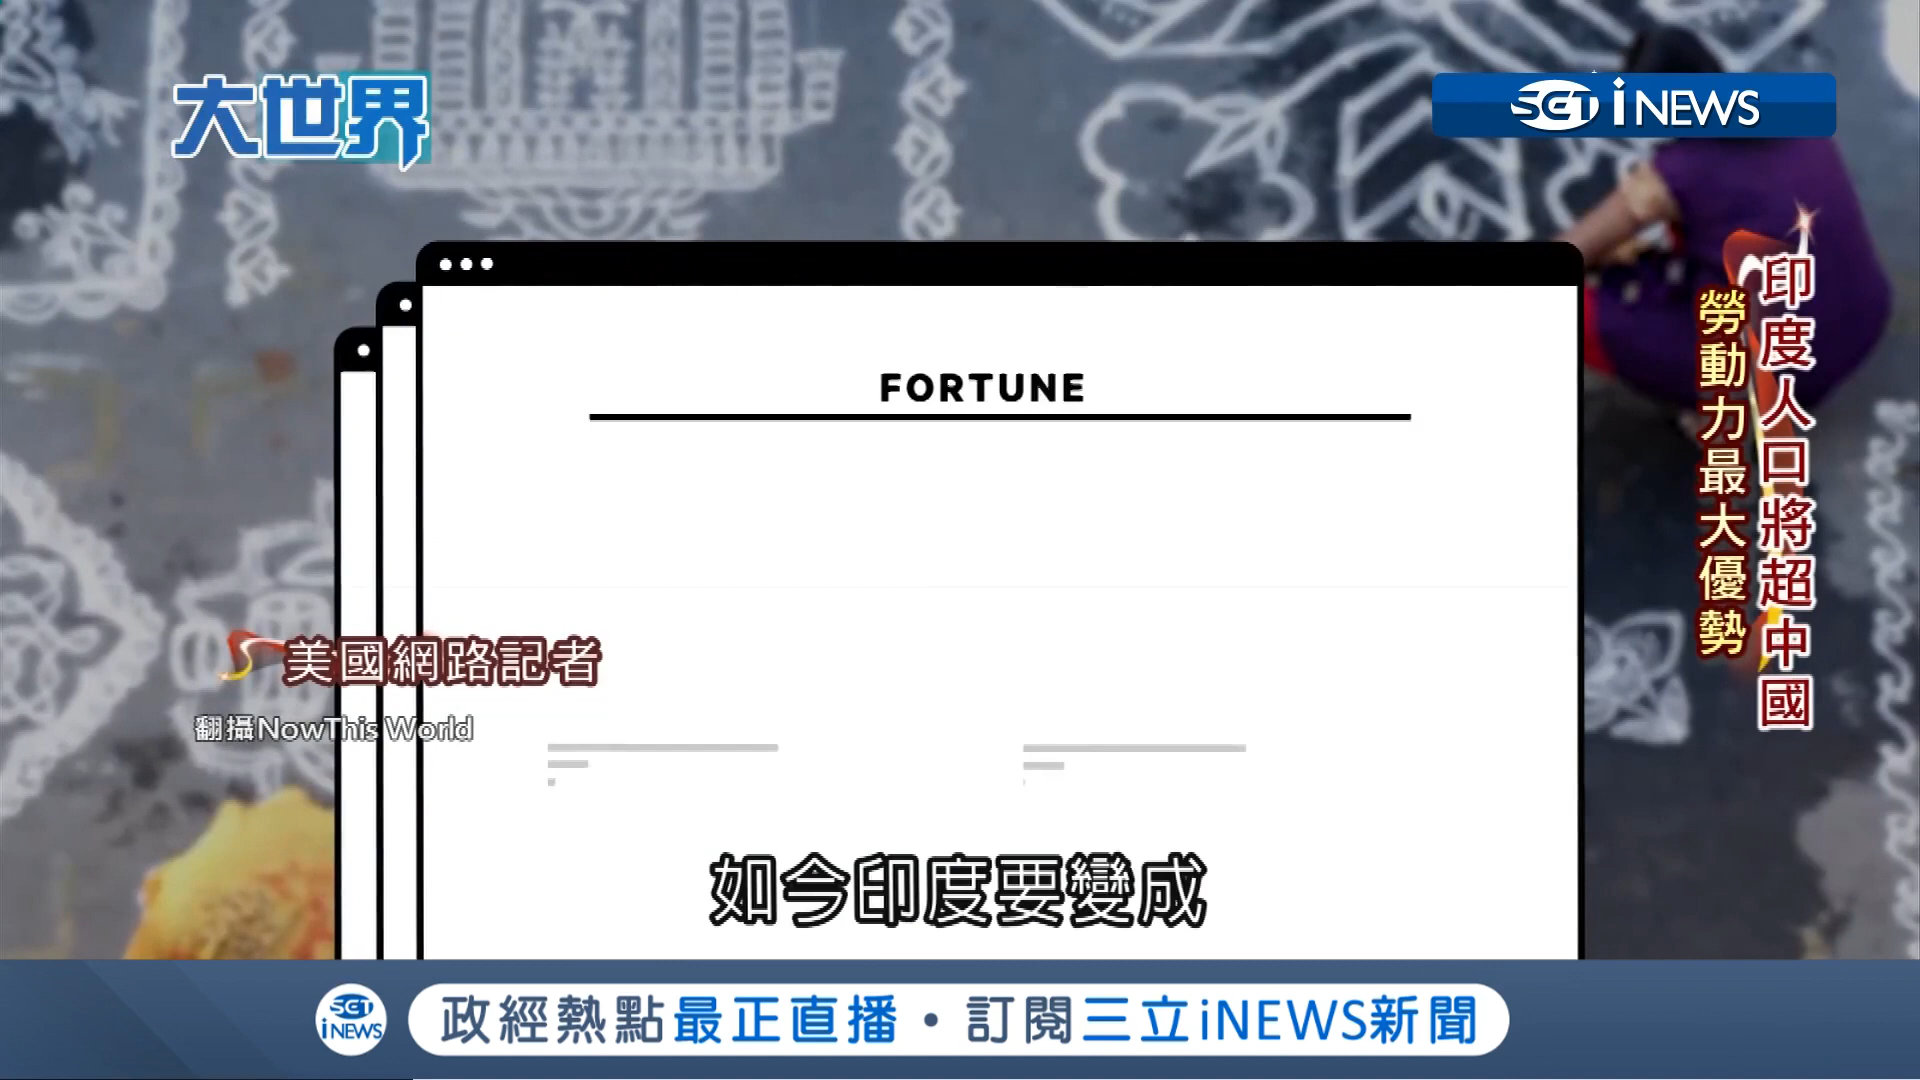 大世界
SET iNEWS
印度人口將超中國
勞動力最大優勢
FORTUNE
美國網路記者
翻攝NowThis World
如今印度要變成
SET iNEWS
政經熱點最正直播・訂閱三立iNEWS新聞